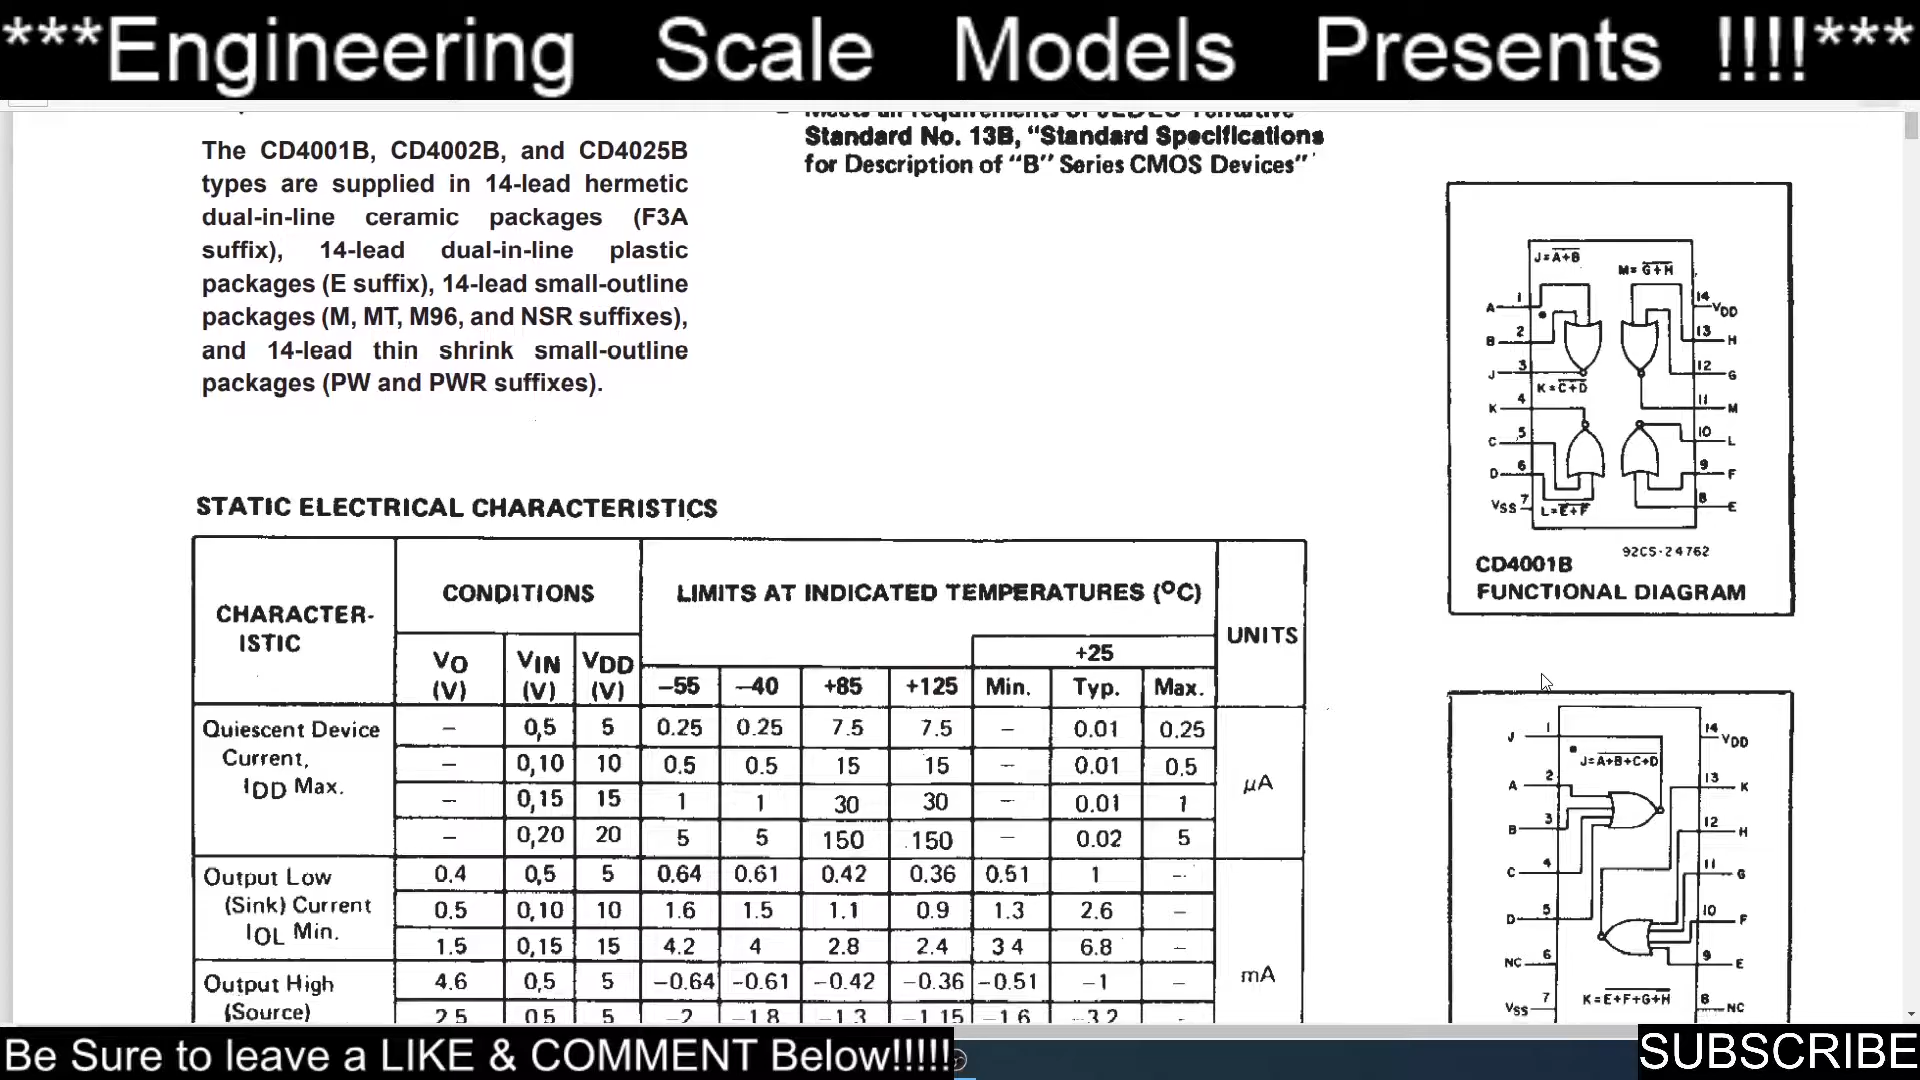 ***Engineering Scale Models Presents !!!!***
The CD4001B, CD4002B, and CD4025B
types are supplied in 14-lead hermetic
dual-in-line ceramic packages (F3A
suffix), 14-lead dual-in-line plastic
packages (E suffix), 14-lead small-outline
packages (M, MT, M96, and NSR suffixes),
and 14-lead thin shrink small-outline
packages (PW and PWR suffixes).
Meets all requirements of JEDEC Tentative
Standard No. 13B, "Standard Specifications
for Description of "B" Series CMOS Devices"
J=A+B
M=G+H
A 1
14 VDD
B 2
13 H
J 3
12 G
K=C+D
K 4
11 M
C 5
10 L
D 6
9 F
VSS 7
8 E
L=E+F
92CS-24762
CD4001B
FUNCTIONAL DIAGRAM
STATIC ELECTRICAL CHARACTERISTICS
CHARACTER-
ISTIC
CONDITIONS
LIMITS AT INDICATED TEMPERATURES (°C)
UNITS
+25
VO (V) VIN (V) VDD (V) –55 –40 +85 +125 Min. Typ. Max.
Quiescent Device
Current,
IDD Max.
– 0,5 5 0.25 0.25 7.5 7.5 – 0.01 0.25
– 0,10 10 0.5 0.5 15 15 – 0.01 0.5
– 0,15 15 1 1 30 30 – 0.01 1
– 0,20 20 5 5 150 150 – 0.02 5
µA
Output Low
(Sink) Current
IOL Min.
0.4 0,5 5 0.64 0.61 0.42 0.36 0.51 1 –
0.5 0,10 10 1.6 1.5 1.1 0.9 1.3 2.6 –
1.5 0,15 15 4.2 4 2.8 2.4 3 4 6.8 –
Output High
(Source)
4.6 0,5 5 –0.64 –0.61 –0.42 –0.36 –0.51 –1 –
2.5 0,5 5 –2 –1.8 –1.3 –1.15 –1.6 –3.2 –
mA
J 1
14 VDD
J=A+B+C+D
A 2
13 K
B 3
12 H
C 4
11 G
D 5
10 F
NC 6
9 E
VSS 7
K=E+F+G+H
8 NC
Be Sure to leave a LIKE & COMMENT Below!!!!!
SUBSCRIBE